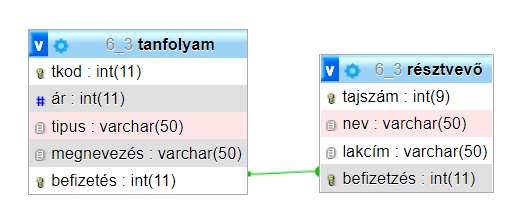 v 6_3 tanfolyam
tkod : int(11)
# ár : int(11)
tipus : varchar(50)
megnevezés : varchar(50)
befizetés : int(11)
v 6_3 résztvevő
tajszám : int(9)
nev : varchar(50)
lakcím : varchar(50)
befizetzés : int(11)